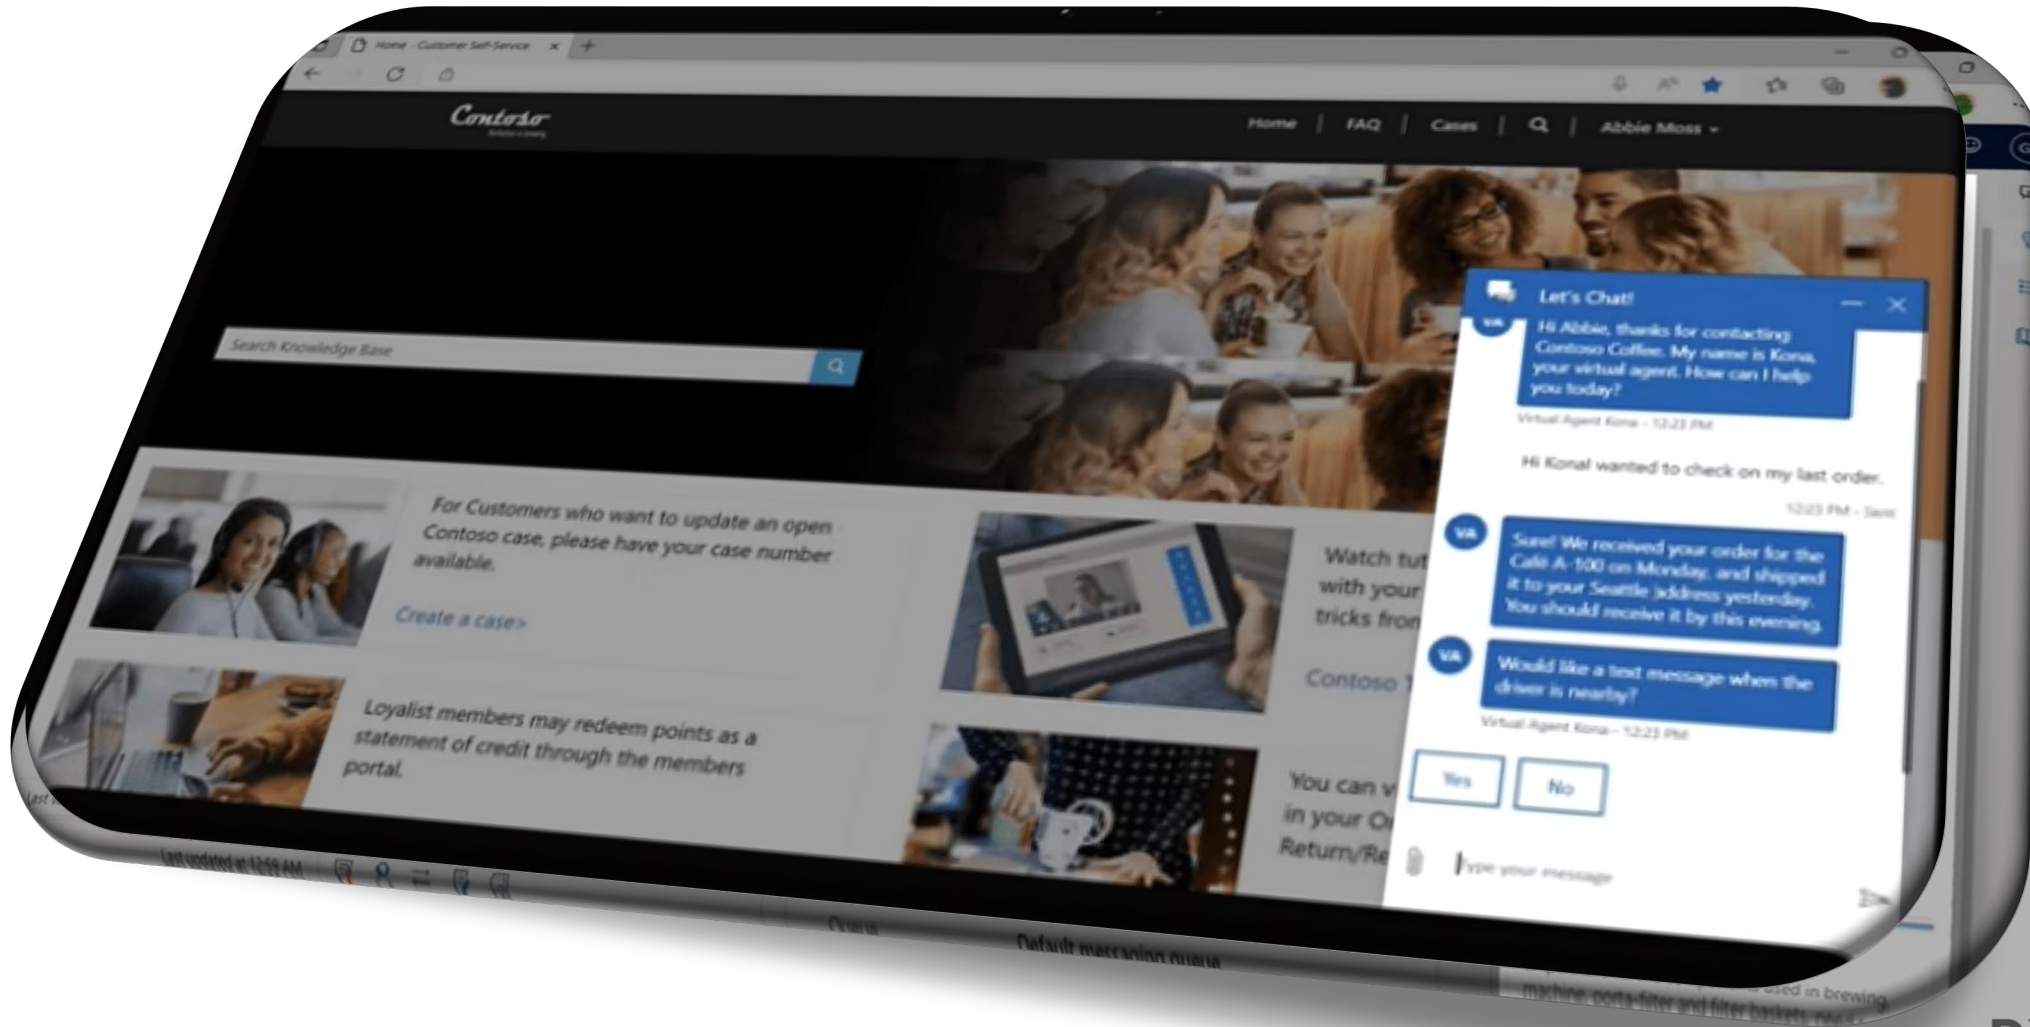 Home - Customer Self-Service
Contoso
Home | FAQ | Cases | Abbie Moss
Search Knowledge Base
For Customers who want to update an open
Contoso case, please have your case number
available.
Create a case>
Loyalist members may redeem points as a
statement of credit through the members
portal.
Watch tut
with your
tricks from
Contoso
You can v
in your O
Return/Re
Let's Chat!
VA
Hi Abbie, thanks for contacting
Contoso Coffee. My name is Kona,
your virtual agent. How can I help
you today?
Virtual Agent Kona - 12:23 PM
Hi Kona! wanted to check on my last order.
12:23 PM - Sent
VA
Sure! We received your order for the
Café A-100 on Monday, and shipped
it to your Seattle address yesterday.
You should receive it by this evening.
VA
Would like a text message when the
driver is nearby?
Virtual Agent Kona - 12:23 PM
Yes
No
Type your message
Last updated at 12:59 AM
Queue
Default messaging queue
used in brewing
machine, porta-filter and filter baskets,